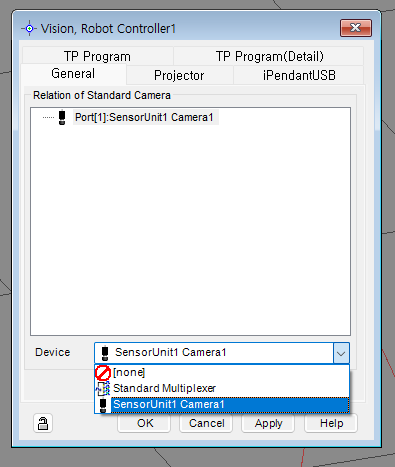 Vision, Robot Controller1
TP Program
TP Program(Detail)
General
Projector
iPendantUSB
Relation of Standard Camera
Port[1]:SensorUnit1 Camera1
Device
SensorUnit1 Camera1
[none]
Standard Multiplexer
SensorUnit1 Camera1
OK
Cancel
Apply
Help